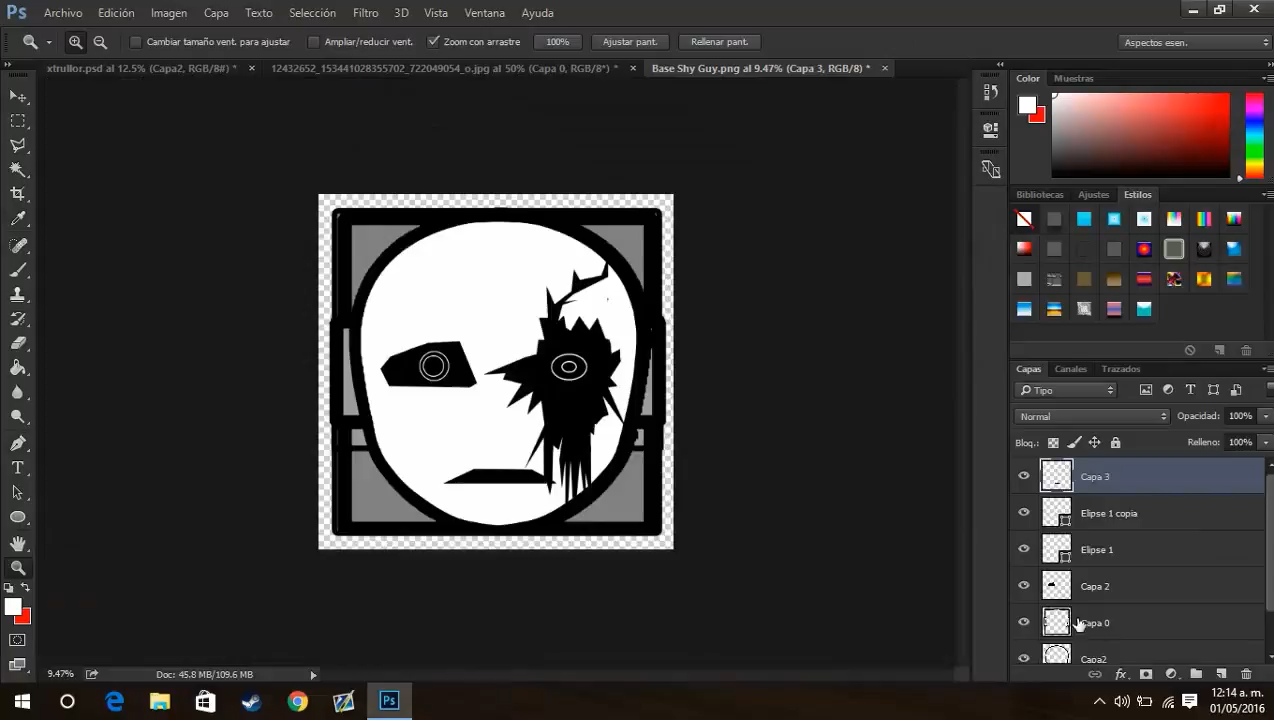 Ps Archivo Edición Imagen Capa Texto Selección Filtro 3D Vista Ventana Ayuda
Cambiar tamaño vent. para ajustar Ampliar/reducir vent. Zoom con arrastre 100% Ajustar pant. Rellenar pant. Aspectos esen.
xtrullor.psd al 12.5% (Capa2, RGB/8#) * 12432652_153441028355702_722049054_o.jpg al 50% (Capa 0, RGB/8*) * Base Shy Guy.png al 9.47% (Capa 3, RGB/8) *
Color Muestras
Bibliotecas Ajustes Estilos
Capas Canales Trazados
Tipo
Normal Opacidad: 100%
Bloq.: Relleno: 100%
Capa 3
Elipse 1 copia
Elipse 1
Capa 2
Capa 0
Capa2
9.47% Doc: 45.8 MB/109.6 MB
fx
Ps
12:14 a. m.
01/05/2016